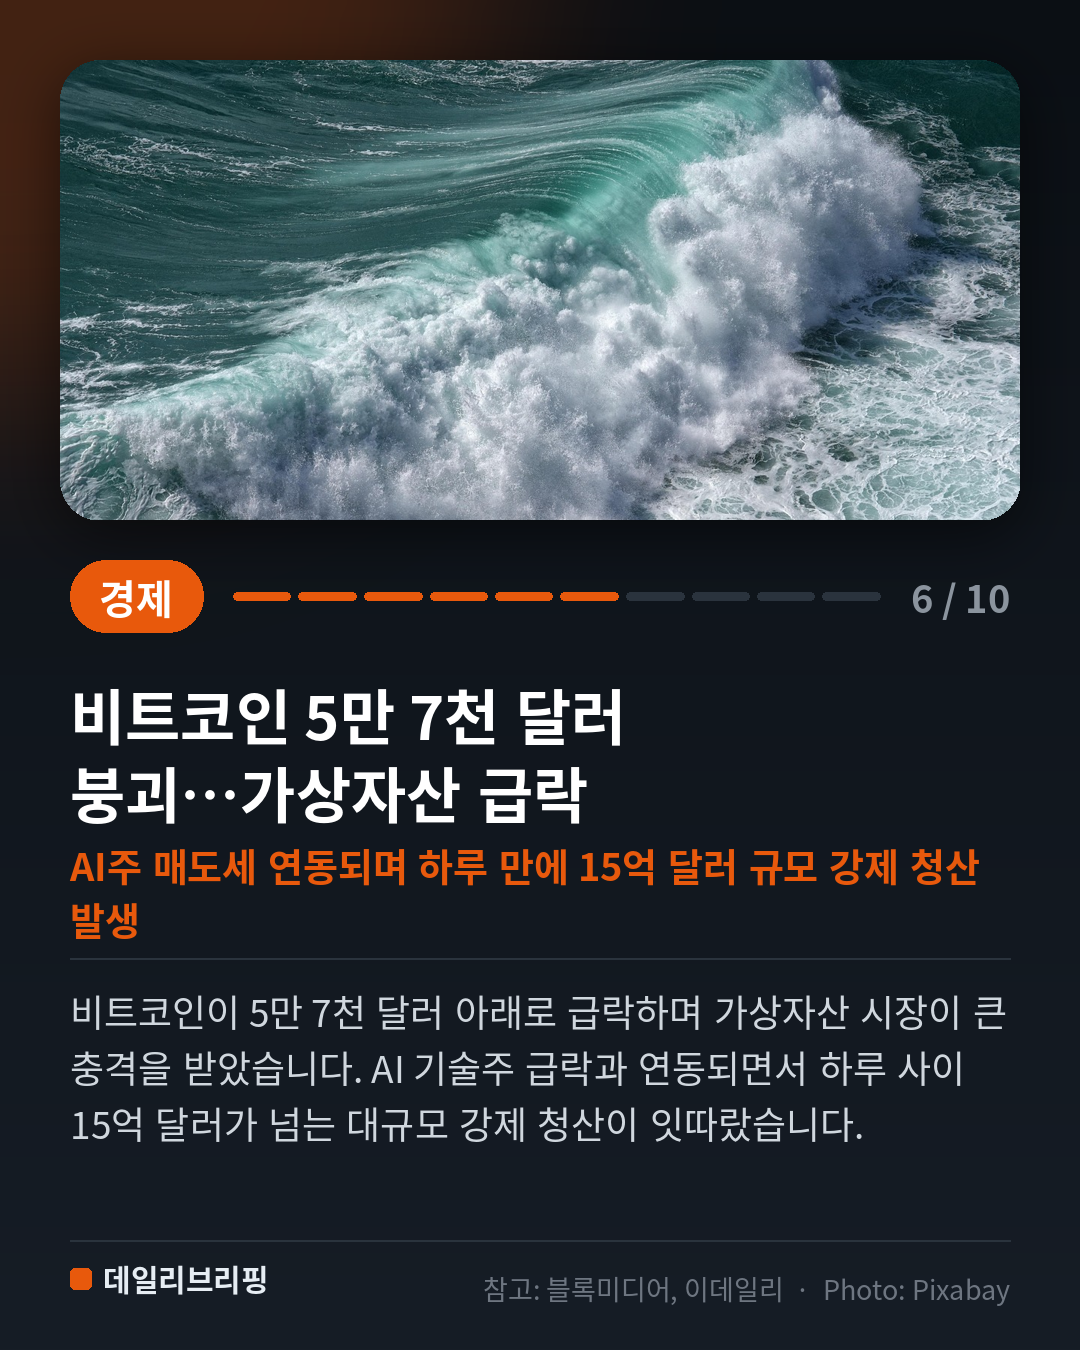 경제
6 / 10
비트코인 5만 7천 달러
붕괴…가상자산 급락
AI주 매도세 연동되며 하루 만에 15억 달러 규모 강제 청산
발생
비트코인이 5만 7천 달러 아래로 급락하며 가상자산 시장이 큰
충격을 받았습니다. AI 기술주 급락과 연동되면서 하루 사이
15억 달러가 넘는 대규모 강제 청산이 잇따랐습니다.
데일리브리핑
참고: 블록미디어, 이데일리 · Photo: Pixabay